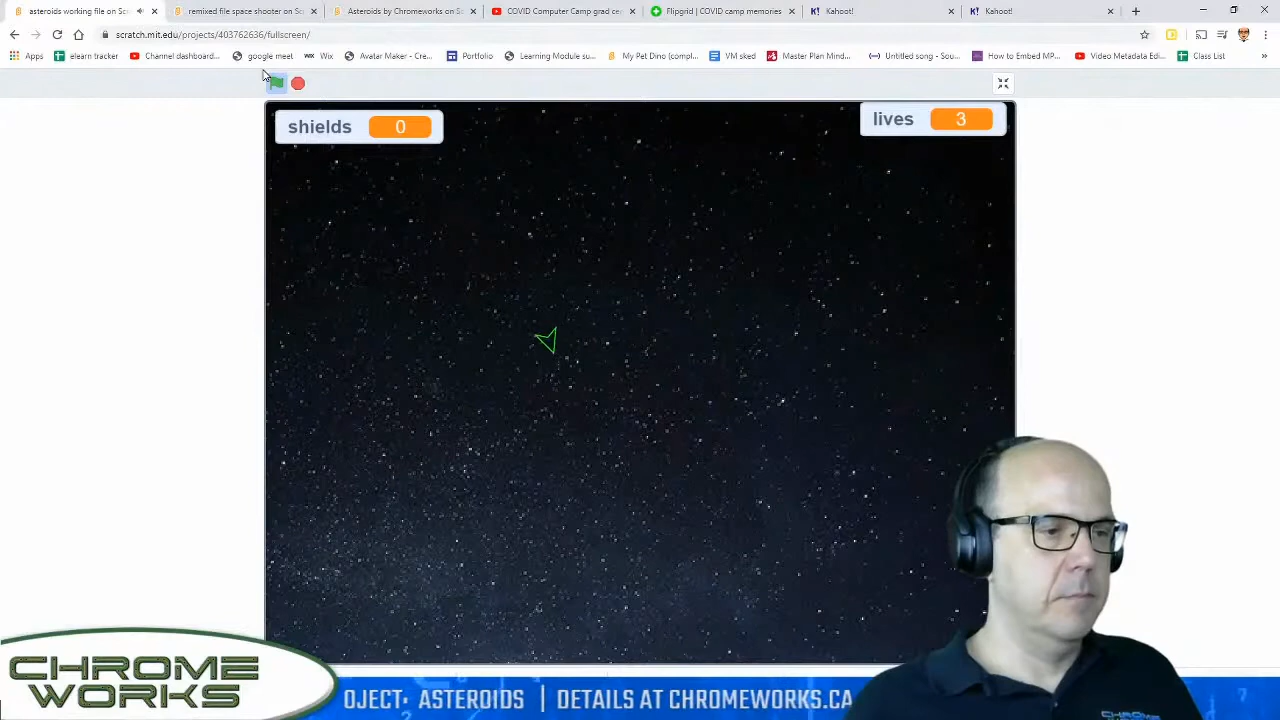 asteroids working file on Scr
remixed file space shooter on Scr
Asteroids by Chromeworks on S
COVID Computer Camp-grad ce
Flipgrid | COVID camp memories
Kahoot!
Kahoot!
scratch.mit.edu/projects/403762636/fullscreen/
Apps
elearn tracker
Channel dashboard...
google meet
Wix
Avatar Maker - Cre...
Portfolio
Learning Module su...
My Pet Dino (compl...
VM sked
Master Plan Mind...
Untitled song - Sou...
How to Embed MP...
Video Metadata Edi...
Class List
shields 0
lives 3
CHROME
WORKS
OJECT: ASTEROIDS | DETAILS AT CHROMEWORKS.CA